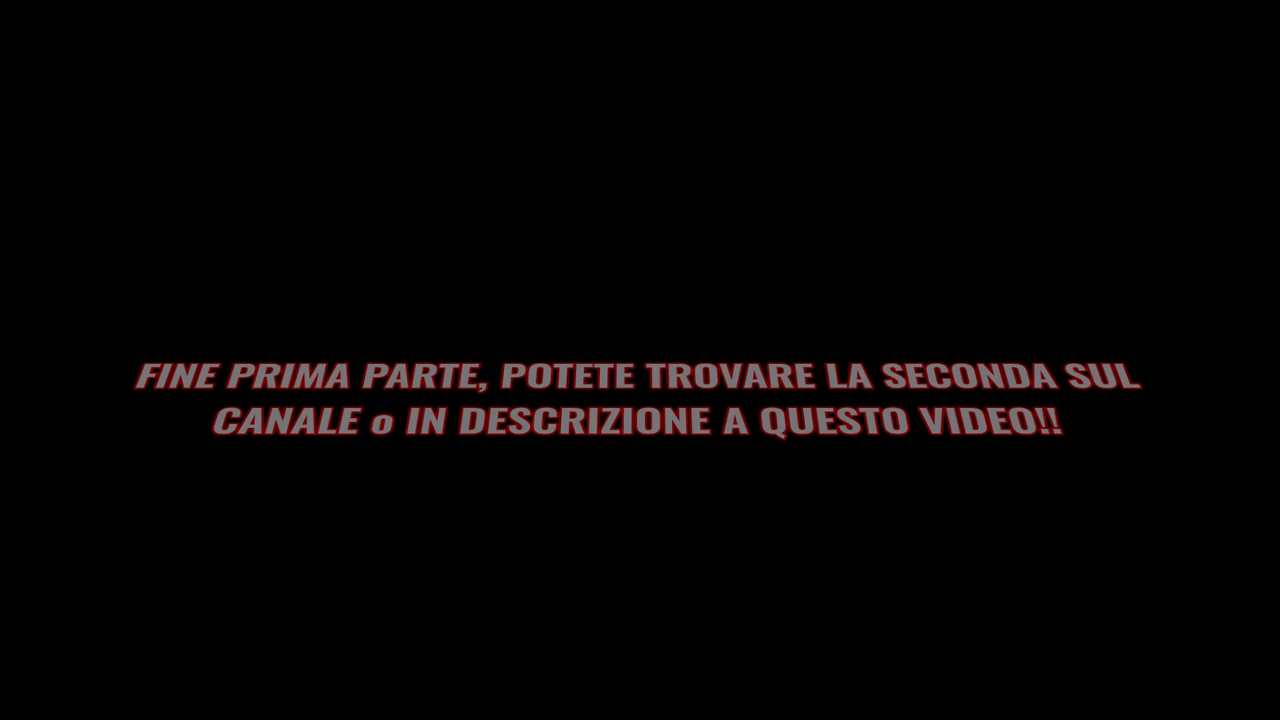 FINE PRIMA PARTE, POTETE TROVARE LA SECONDA SUL
CANALE o IN DESCRIZIONE A QUESTO VIDEO!!